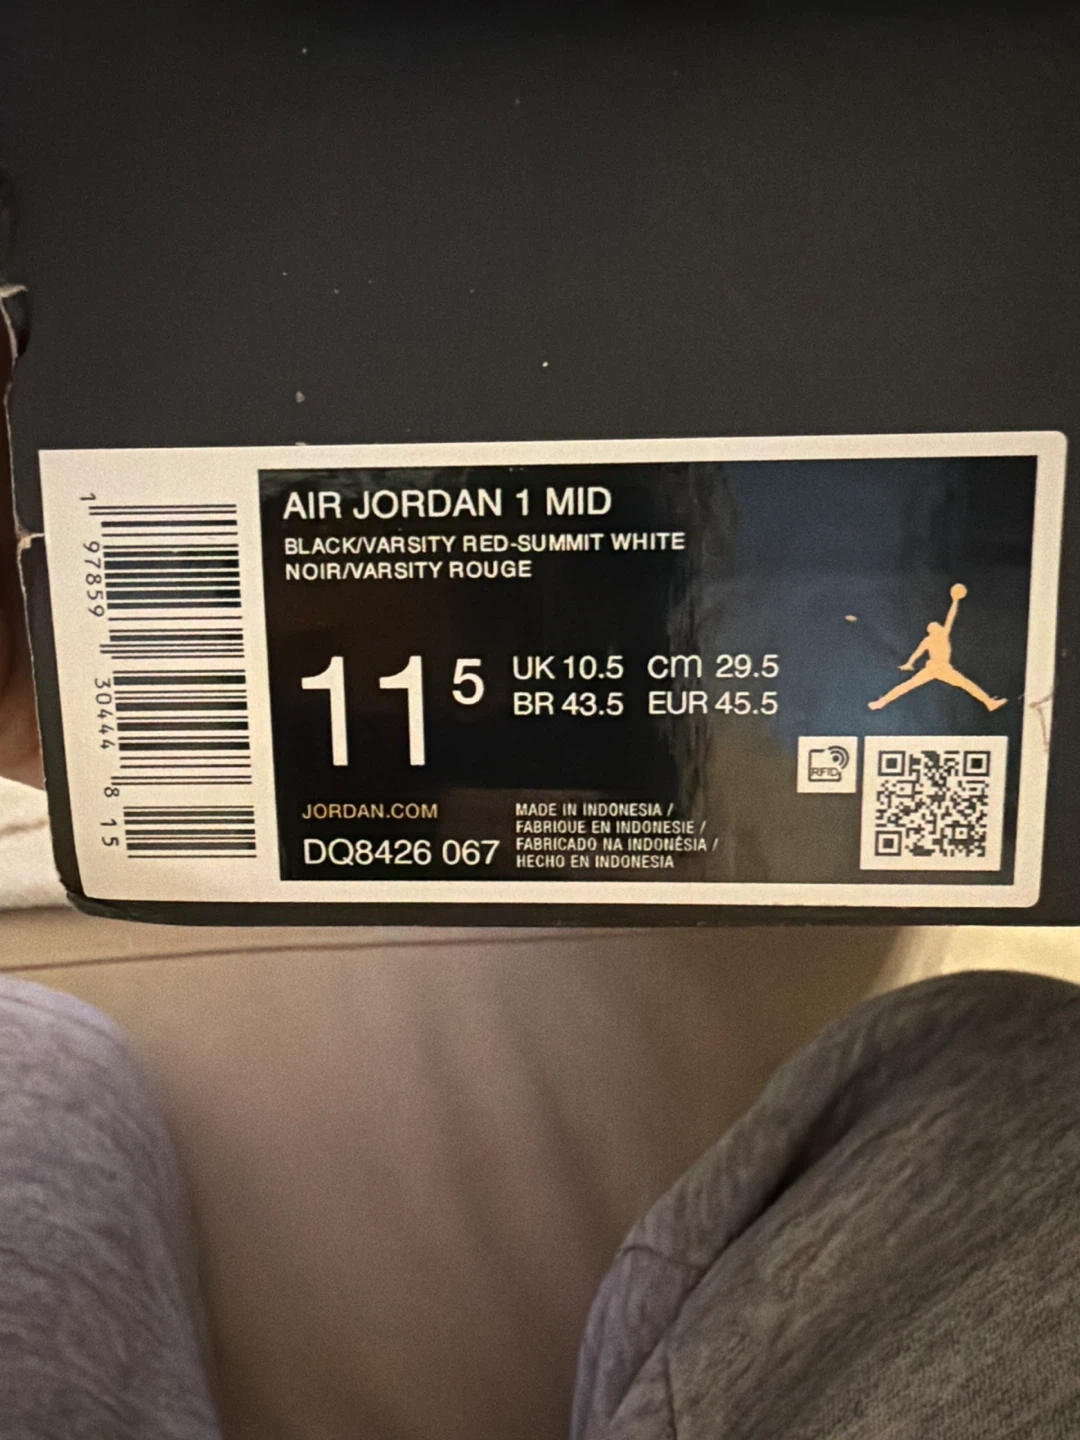 AIR JORDAN 1 MID
BLACK/VARSITY RED-SUMMIT WHITE
NOIR/VARSITY ROUGE
11 5
UK 10.5 cm 29.5
BR 43.5 EUR 45.5
RFID
JORDAN.COM
DQ8426 067
MADE IN INDONESIA /
FABRIQUE EN INDONESIE /
FABRICADO NA INDONÉSIA /
HECHO EN INDONESIA
1 97859 30444 8 15